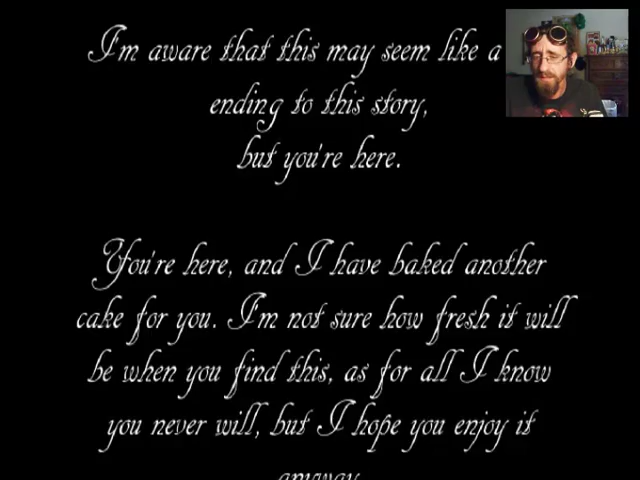 I'm aware that this may seem like a
ending to this story,
but you're here.
You're here, and I have baked another
cake for you. I'm not sure how fresh it will
be when you find this, as for all I know
you never will, but I hope you enjoy it
anyway